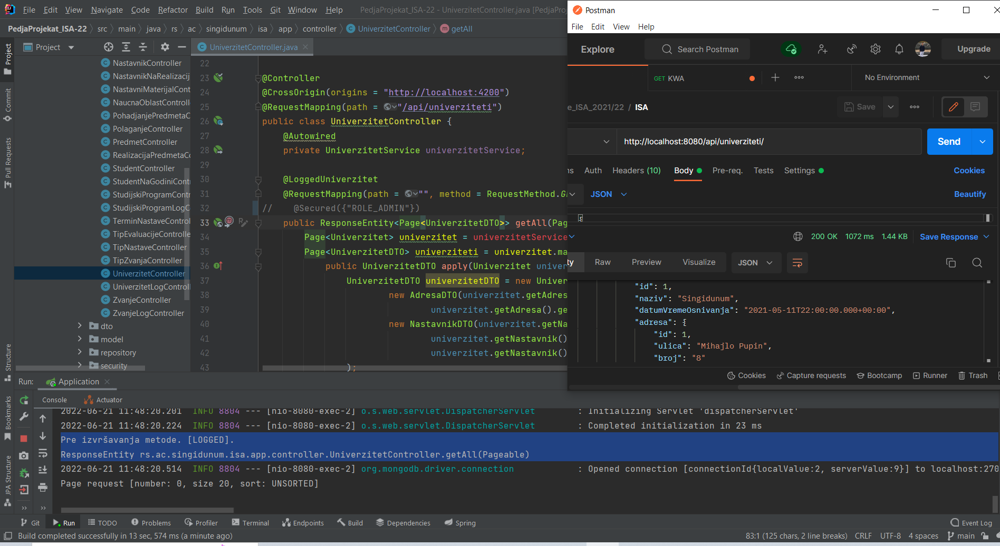 File Edit View Navigate Code Refactor Build Run Tools Git Window Help PedjaProjekat_ISA-22 - UniverzitetController.java [PedjaProj
PedjaProjekat_ISA-22 src main java rs ac singidunum isa app controller UniverzitetController getAll
Project
UniverzitetController.java
Project
Commit
Pull Requests
Structure
Bookmarks
JPA Structure
NastavnikController
NastavnikNaRealizacij
NastavniMaterijalCont
NaucnaOblastControll
PohadjanjePredmetaC
PolaganjeController
PredmetController
RealizacijaPredmetaCo
StudentController
StudentNaGodiniCont
StudijskiProgramContr
StudijskiProgramLogC
TerminNastaveControl
TipEvaluacijeControlle
TipNastaveController
TipZvanjaController
UniverzitetController
UniverzitetLogControl
ZvanjeController
ZvanjeLogController
dto
model
repository
security
22
23 @Controller
24 @CrossOrigin(origins = "http://localhost:4200")
25 @RequestMapping(path = "/api/univerziteti")
26 public class UniverzitetController {
27 @Autowired
28 private UniverzitetService univerzitetService;
29
30 @LoggedUniverzitet
31 @RequestMapping(path = "", method = RequestMethod.G
32 // @Secured({"ROLE_ADMIN"})
33 public ResponseEntity<Page<UniverzitetDTO>> getAll(Pag
34 Page<Univerzitet> univerzitet = univerzitetService
35 Page<UniverzitetDTO> univerziteti = univerzitet.ma
36 public UniverzitetDTO apply(Univerzitet univer
37 UniverzitetDTO univerzitetDTO = new Univer
38 new AdresaDTO(univerzitet.getAdres
39 univerzitet.getAdresa().ge
40 new NastavnikDTO(univerzitet.getNa
41 univerzitet.getNastavnik()
42 univerzitet.getNastavnik()
43 );
Postman
File Edit View Help
Explore Search Postman Upgrade
GET KWA No Environment
e_ISA_2021/22 / ISA Save
http://localhost:8080/api/univerziteti/ Send
ns Auth Headers (10) Body Pre-req. Tests Settings Cookies
JSON Beautify
{
200 OK 1072 ms 1.44 KB Save Response
ty Raw Preview Visualize JSON
"id": 1,
"naziv": "Singidunum",
"datumVremeOsnivanja": "2021-05-11T22:00:00.000+00:00",
"adresa": {
"id": 1,
"ulica": "Mihajlo Pupin",
"broj": "8"
Cookies Capture requests Bootcamp Runner Trash
Run: Application
Console Actuator
2022-06-21 11:48:20.201 INFO 8804 --- [nio-8080-exec-2] o.s.web.servlet.DispatcherServlet : Initializing Servlet 'dispatcherServlet'
2022-06-21 11:48:20.224 INFO 8804 --- [nio-8080-exec-2] o.s.web.servlet.DispatcherServlet : Completed initialization in 23 ms
Pre izvršavanja metode. [LOGGED].
ResponseEntity rs.ac.singidunum.isa.app.controller.UniverzitetController.getAll(Pageable)
2022-06-21 11:48:20.514 INFO 8804 --- [nio-8080-exec-2] org.mongodb.driver.connection : Opened connection [connectionId{localValue:2, serverValue:9}] to localhost:270
Page request [number: 0, size 20, sort: UNSORTED]
Git Run TODO Problems Profiler Terminal Endpoints Build Dependencies Spring Event Log
Build completed successfully in 13 sec, 574 ms (a minute ago) 83:1 (125 chars, 2 line breaks) CRLF UTF-8 4 spaces main